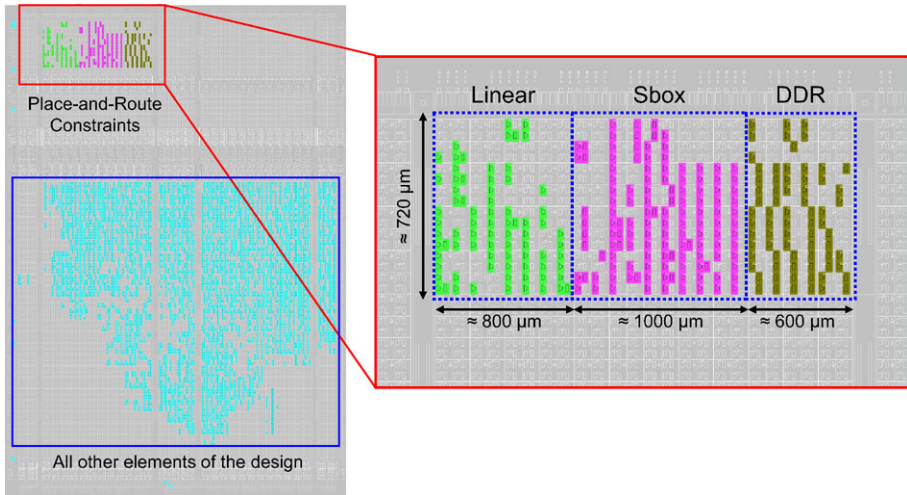 Place-and-Route
Constraints
All other elements of the design
Linear
Sbox
DDR
≈ 720 µm
≈ 800 µm
≈ 1000 µm
≈ 600 µm